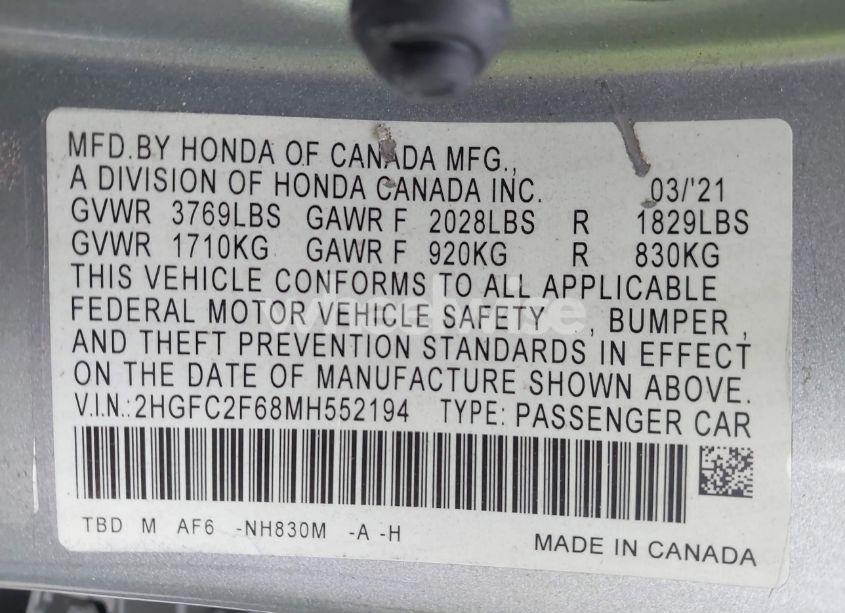 MFD.BY HONDA OF CANADA MFG.,
A DIVISION OF HONDA CANADA INC. 03/'21
GVWR 3769LBS GAWR F 2028LBS R 1829LBS
GVWR 1710KG GAWR F 920KG R 830KG
THIS VEHICLE CONFORMS TO ALL APPLICABLE
FEDERAL MOTOR VEHICLE SAFETY , BUMPER ,
AND THEFT PREVENTION STANDARDS IN EFFECT
ON THE DATE OF MANUFACTURE SHOWN ABOVE.
V.I.N.:2HGFC2F68MH552194 TYPE: PASSENGER CAR
TBD M AF6 -NH830M -A -H
MADE IN CANADA